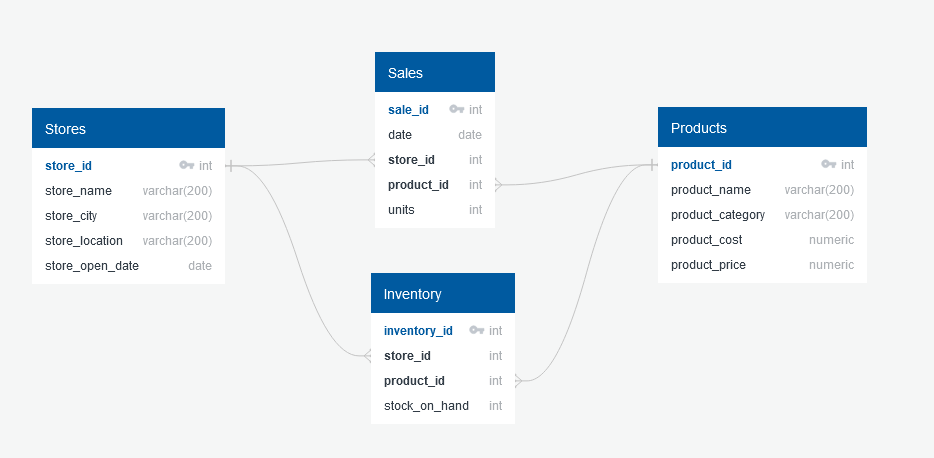 Stores
store_id int
store_name varchar(200)
store_city varchar(200)
store_location varchar(200)
store_open_date date
Sales
sale_id int
date date
store_id int
product_id int
units int
Inventory
inventory_id int
store_id int
product_id int
stock_on_hand int
Products
product_id int
product_name varchar(200)
product_category varchar(200)
product_cost numeric
product_price numeric